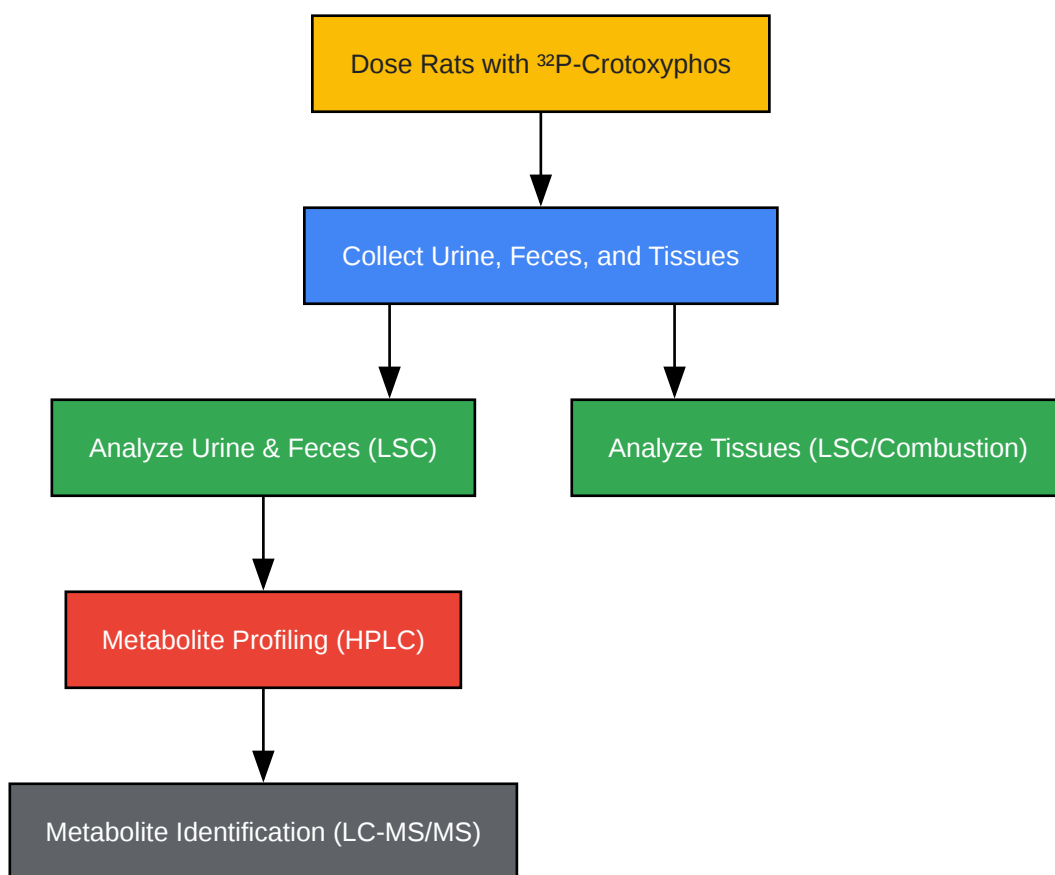 Dose Rats with ³²P-Crotoxyphos
Collect Urine, Feces, and Tissues
Analyze Urine & Feces (LSC)
Analyze Tissues (LSC/Combustion)
Metabolite Profiling (HPLC)
Metabolite Identification (LC-MS/MS)